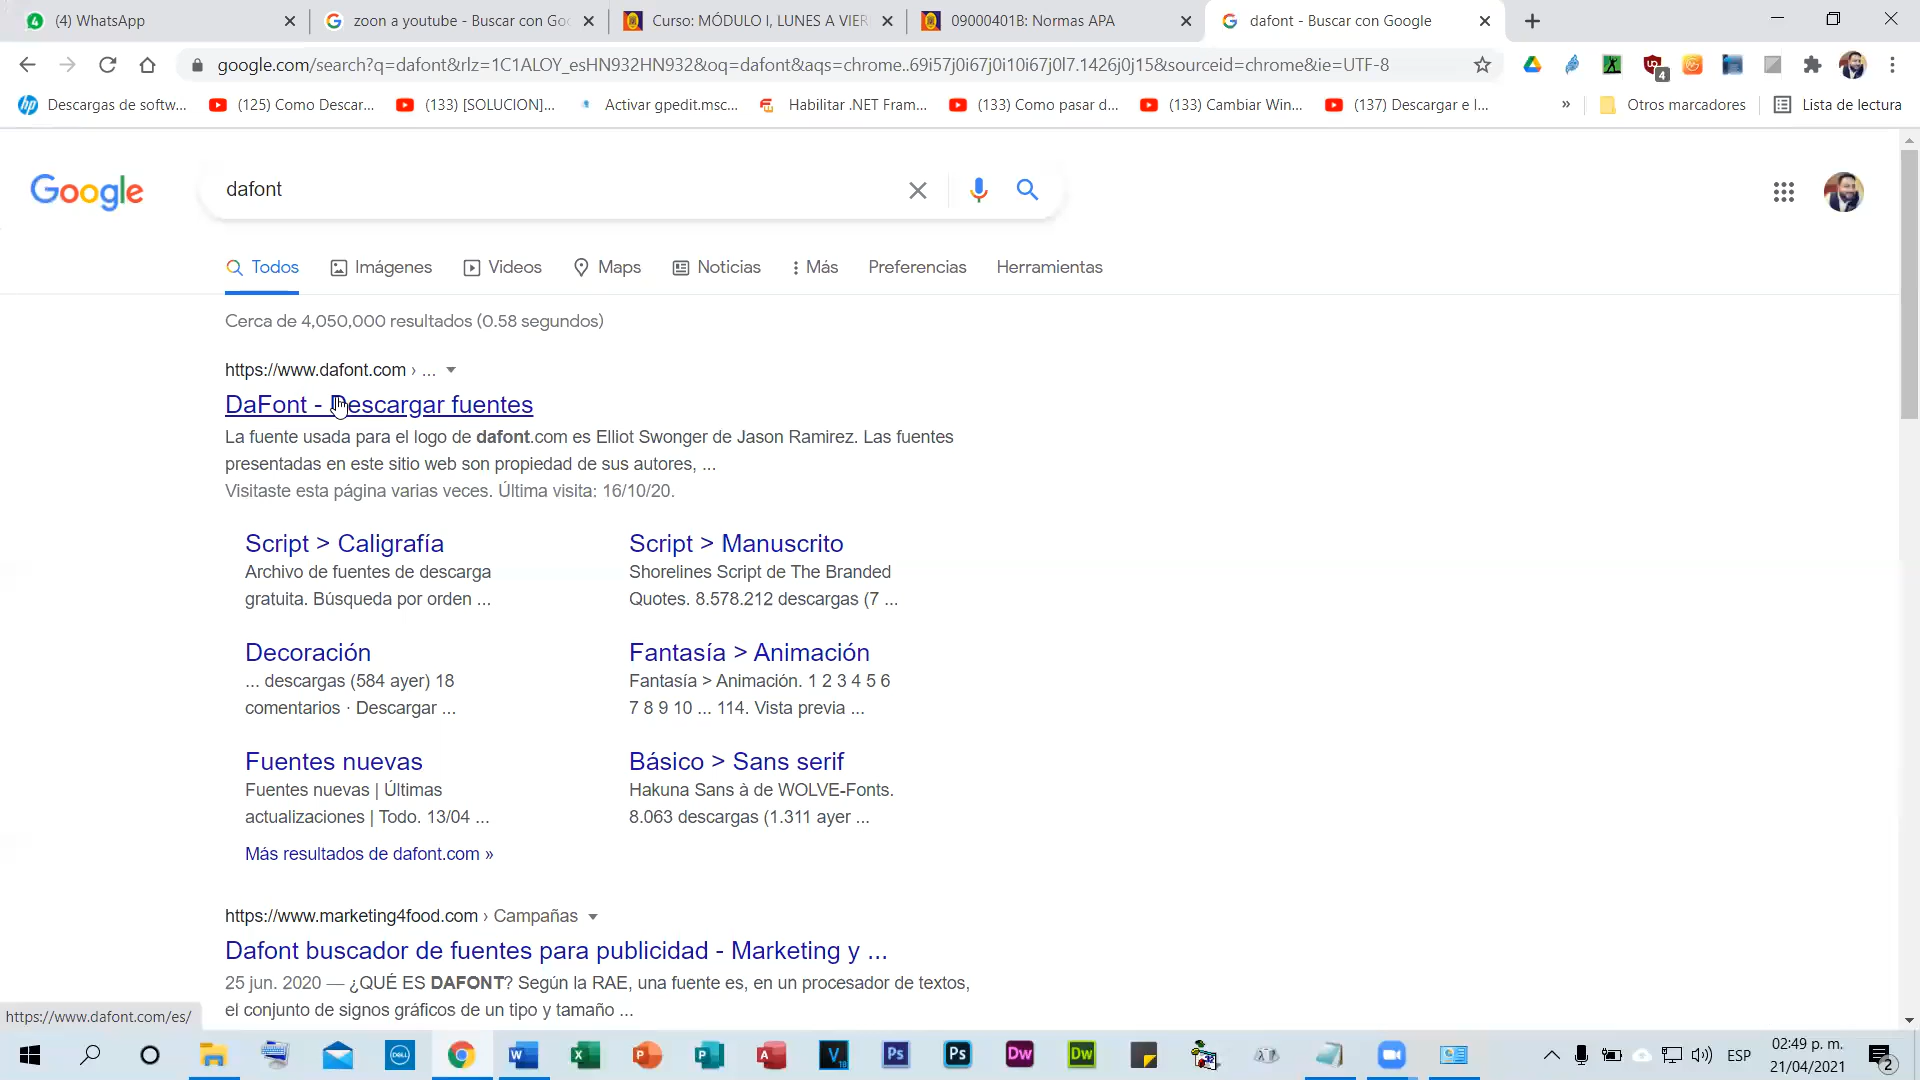 (4) WhatsApp
zoon a youtube - Buscar con Goo
Curso: MÓDULO I, LUNES A VIER
09000401B: Normas APA
dafont - Buscar con Google
google.com/search?q=dafont&rlz=1C1ALOY_esHN932HN932&oq=dafont&aqs=chrome..69i57j0i67j0i10i67j0l7.1426j0j15&sourceid=chrome&ie=UTF-8
4
Descargas de softw...
(125) Como Descar...
(133) [SOLUCION]...
Activar gpedit.msc...
Habilitar .NET Fram...
(133) Como pasar d...
(133) Cambiar Win...
(137) Descargar e I...
»
Otros marcadores
Lista de lectura
Google
dafont
Todos
Imágenes
Videos
Maps
Noticias
Más
Preferencias
Herramientas
Cerca de 4,050,000 resultados (0.58 segundos)
https://www.dafont.com › ...
DaFont - Descargar fuentes
La fuente usada para el logo de dafont.com es Elliot Swonger de Jason Ramirez. Las fuentes
presentadas en este sitio web son propiedad de sus autores, ...
Visitaste esta página varias veces. Última visita: 16/10/20.
Script > Caligrafía
Archivo de fuentes de descarga
gratuita. Búsqueda por orden ...
Script > Manuscrito
Shorelines Script de The Branded
Quotes. 8.578.212 descargas (7 ...
Decoración
... descargas (584 ayer) 18
comentarios · Descargar ...
Fantasía > Animación
Fantasía > Animación. 1 2 3 4 5 6
7 8 9 10 ... 114. Vista previa ...
Fuentes nuevas
Fuentes nuevas | Últimas
actualizaciones | Todo. 13/04 ...
Básico > Sans serif
Hakuna Sans à de WOLVE-Fonts.
8.063 descargas (1.311 ayer ...
Más resultados de dafont.com »
https://www.marketing4food.com › Campañas
Dafont buscador de fuentes para publicidad - Marketing y ...
25 jun. 2020 — ¿QUÉ ES DAFONT? Según la RAE, una fuente es, en un procesador de textos,
el conjunto de signos gráficos de un tipo y tamaño ...
https://www.dafont.com/es/
ESP
02:49 p. m.
21/04/2021
2